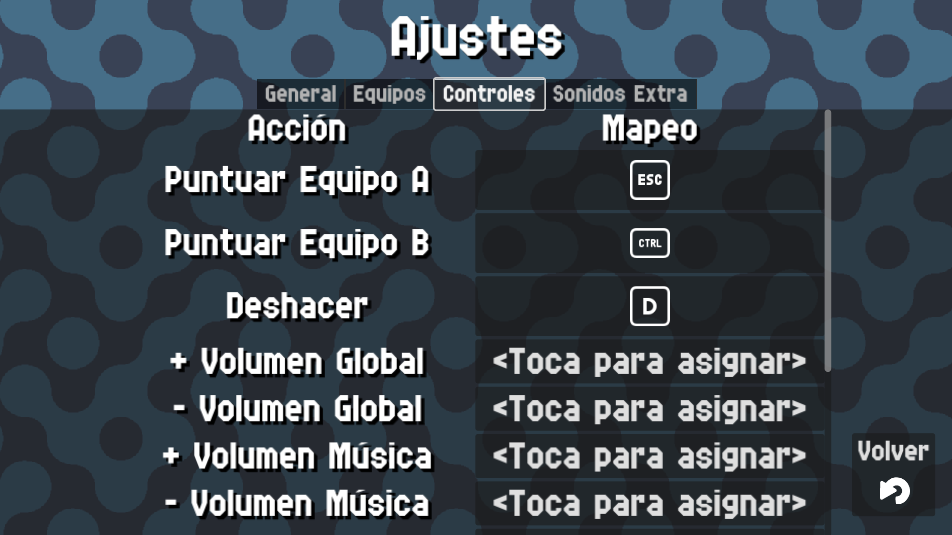 Ajustes
General Equipos Controles Sonidos Extra
Acción Mapeo
Puntuar Equipo A ESC
Puntuar Equipo B CTRL
Deshacer D
+ Volumen Global <Toca para asignar>
- Volumen Global <Toca para asignar>
+ Volumen Música <Toca para asignar>
- Volumen Música <Toca para asignar>
Volver